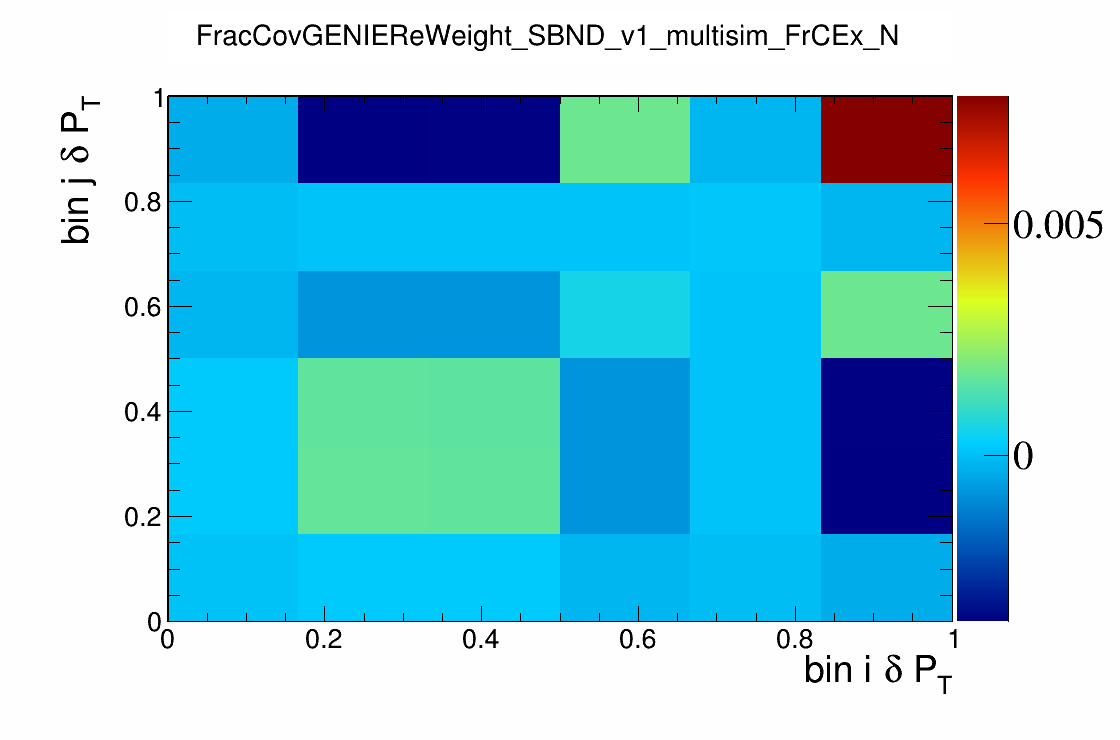 FracCovGENIEReWeight_SBND_v1_multisim_FrCEx_N
bin j δ P_T
1
0.8
0.6
0.4
0.2
0
0 0.2 0.4 0.6 0.8 1
bin i δ P_T
0.005
0